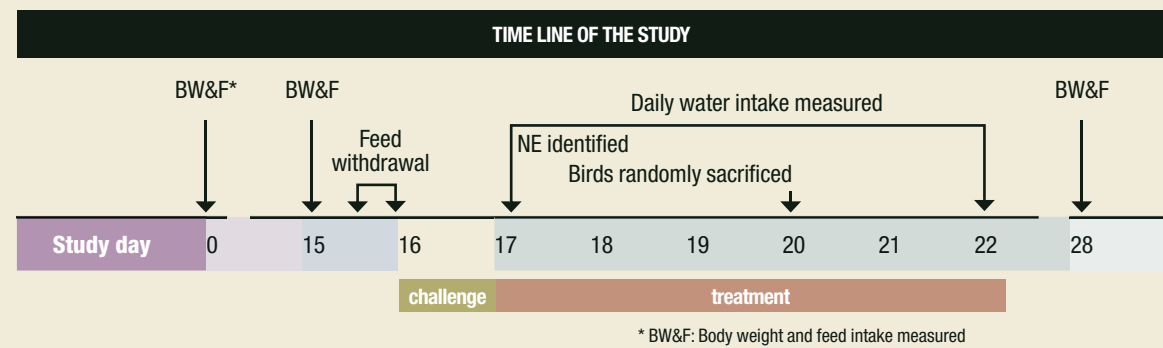 TIME LINE OF THE STUDY
BW&F*
BW&F
BW&F
Daily water intake measured
Feed
withdrawal
NE identified
Birds randomly sacrificed
Study day 0 15 16 17 18 19 20 21 22 28
challenge treatment
* BW&F: Body weight and feed intake measured